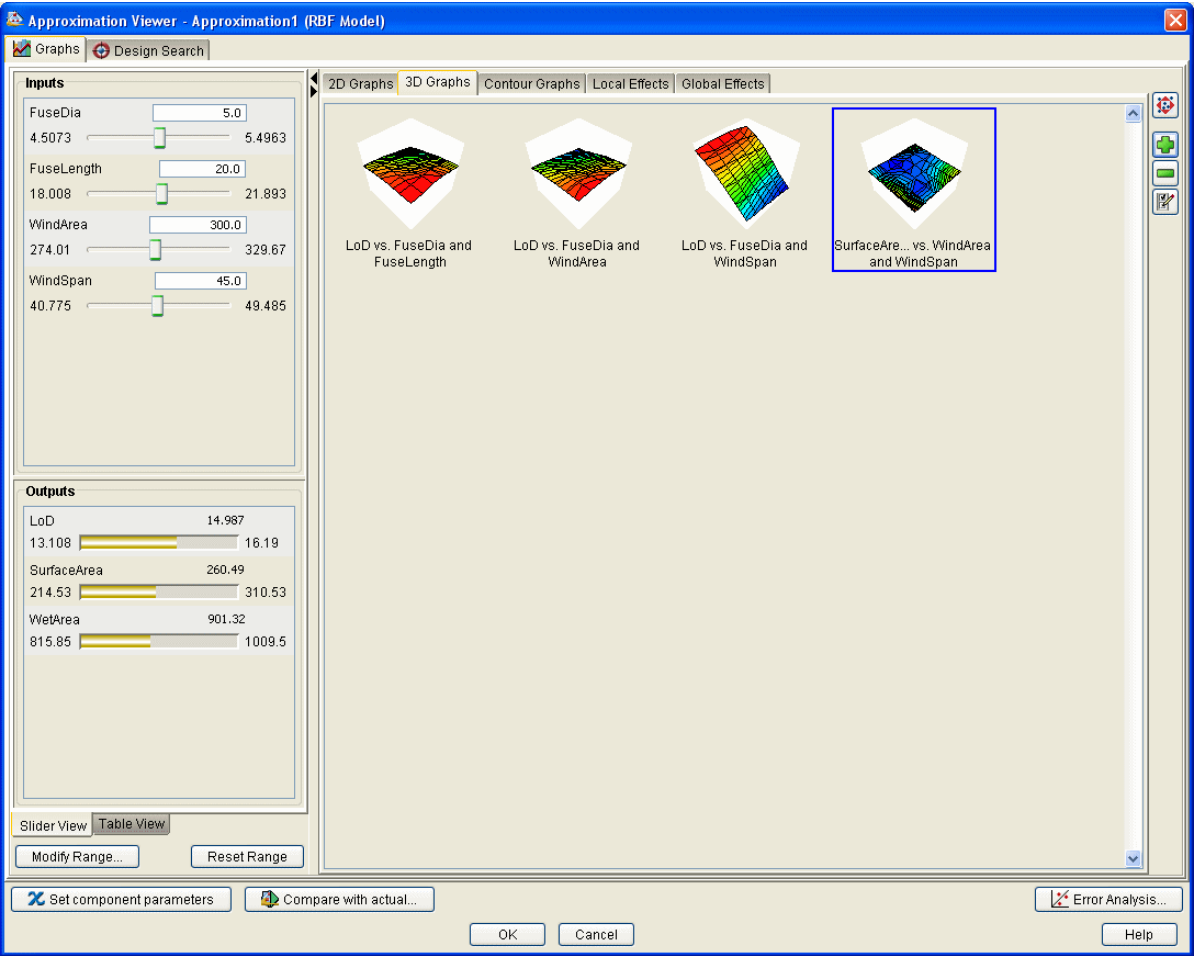 Approximation Viewer - Approximation1 (RBF Model)
Graphs
Design Search
Inputs
FuseDia
5.0
4.5073
5.4963
FuseLength
20.0
18.008
21.893
WindArea
300.0
274.01
329.67
WindSpan
45.0
40.775
49.485
Outputs
LoD
14.987
13.108
16.19
SurfaceArea
260.49
214.53
310.53
WetArea
901.32
815.85
1009.5
Slider View
Table View
Modify Range...
Reset Range
2D Graphs
3D Graphs
Contour Graphs
Local Effects
Global Effects
LoD vs. FuseDia and
FuseLength
LoD vs. FuseDia and
WindArea
LoD vs. FuseDia and
WindSpan
SurfaceAre... vs. WindArea
and WindSpan
Set component parameters
Compare with actual...
Error Analysis...
OK
Cancel
Help